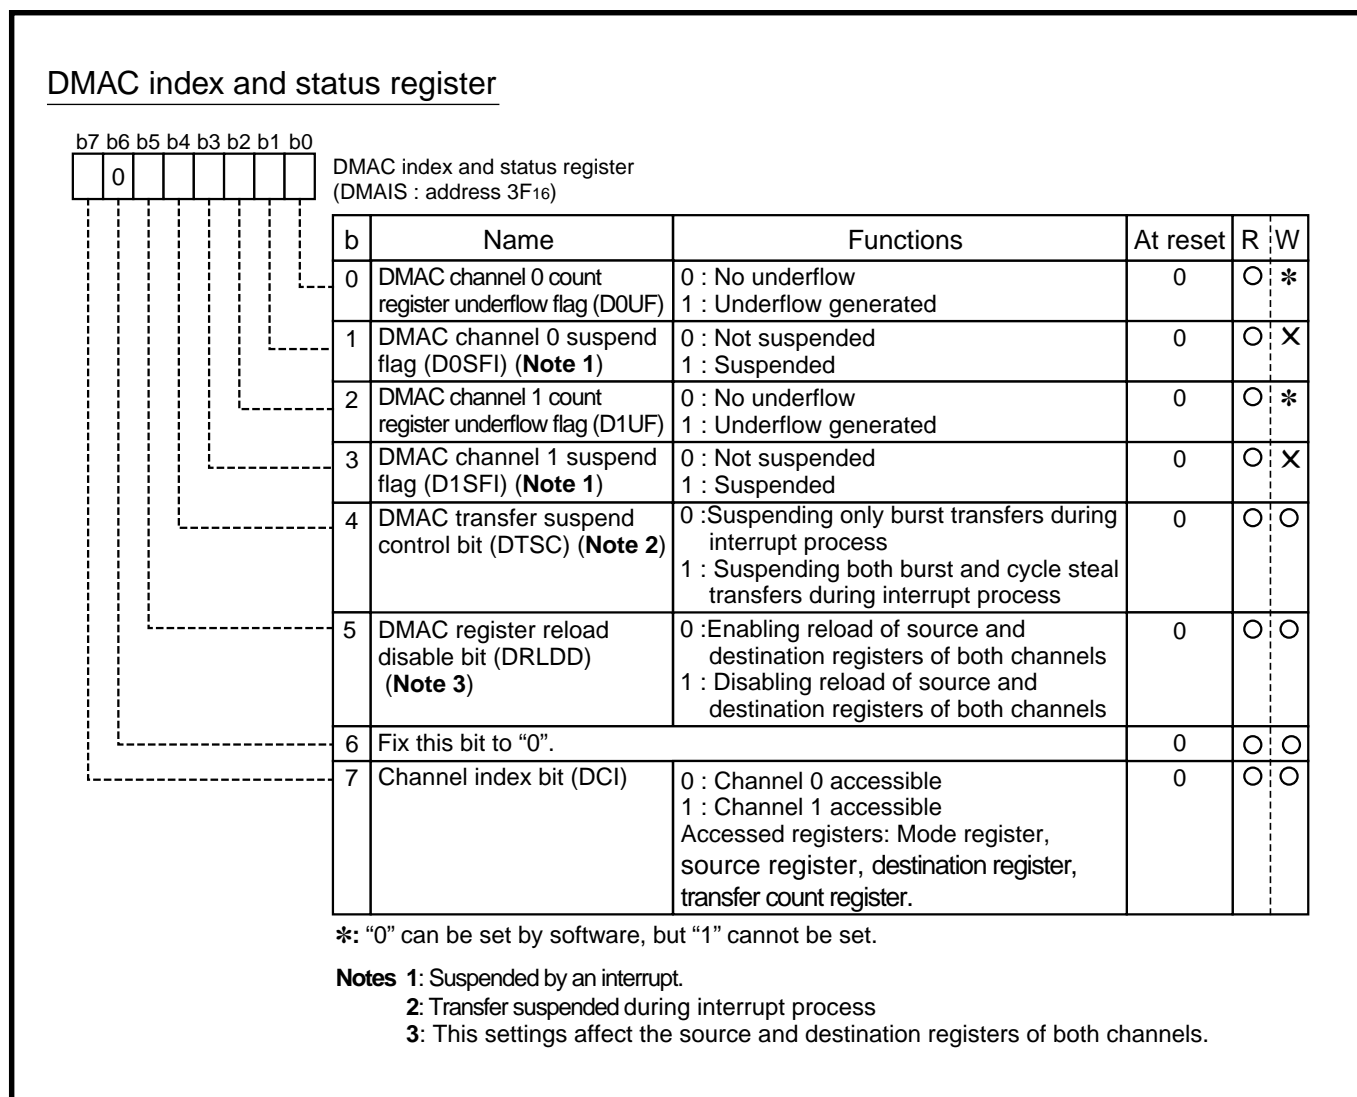 DMAC index and status register
b7 b6 b5 b4 b3 b2 b1 b0
0
DMAC index and status register
(DMAIS : address 3F16)
b Name Functions At reset R W
0 DMAC channel 0 count register underflow flag (D0UF) 0 : No underflow 0 ○ ✻
1 : Underflow generated
1 DMAC channel 0 suspend flag (D0SFI) (Note 1) 0 : Not suspended 0 ○ ×
1 : Suspended
2 DMAC channel 1 count register underflow flag (D1UF) 0 : No underflow 0 ○ ✻
1 : Underflow generated
3 DMAC channel 1 suspend flag (D1SFI) (Note 1) 0 : Not suspended 0 ○ ×
1 : Suspended
4 DMAC transfer suspend control bit (DTSC) (Note 2) 0 :Suspending only burst transfers during 0 ○ ○
interrupt process
1 : Suspending both burst and cycle steal
transfers during interrupt process
5 DMAC register reload disable bit (DRLDD) (Note 3) 0 :Enabling reload of source and 0 ○ ○
destination registers of both channels
1 : Disabling reload of source and
destination registers of both channels
6 Fix this bit to “0”. 0 ○ ○
7 Channel index bit (DCI) 0 : Channel 0 accessible 0 ○ ○
1 : Channel 1 accessible
Accessed registers: Mode register,
source register, destination register,
transfer count register.
✻: “0” can be set by software, but “1” cannot be set.
Notes 1: Suspended by an interrupt.
2: Transfer suspended during interrupt process
3: This settings affect the source and destination registers of both channels.